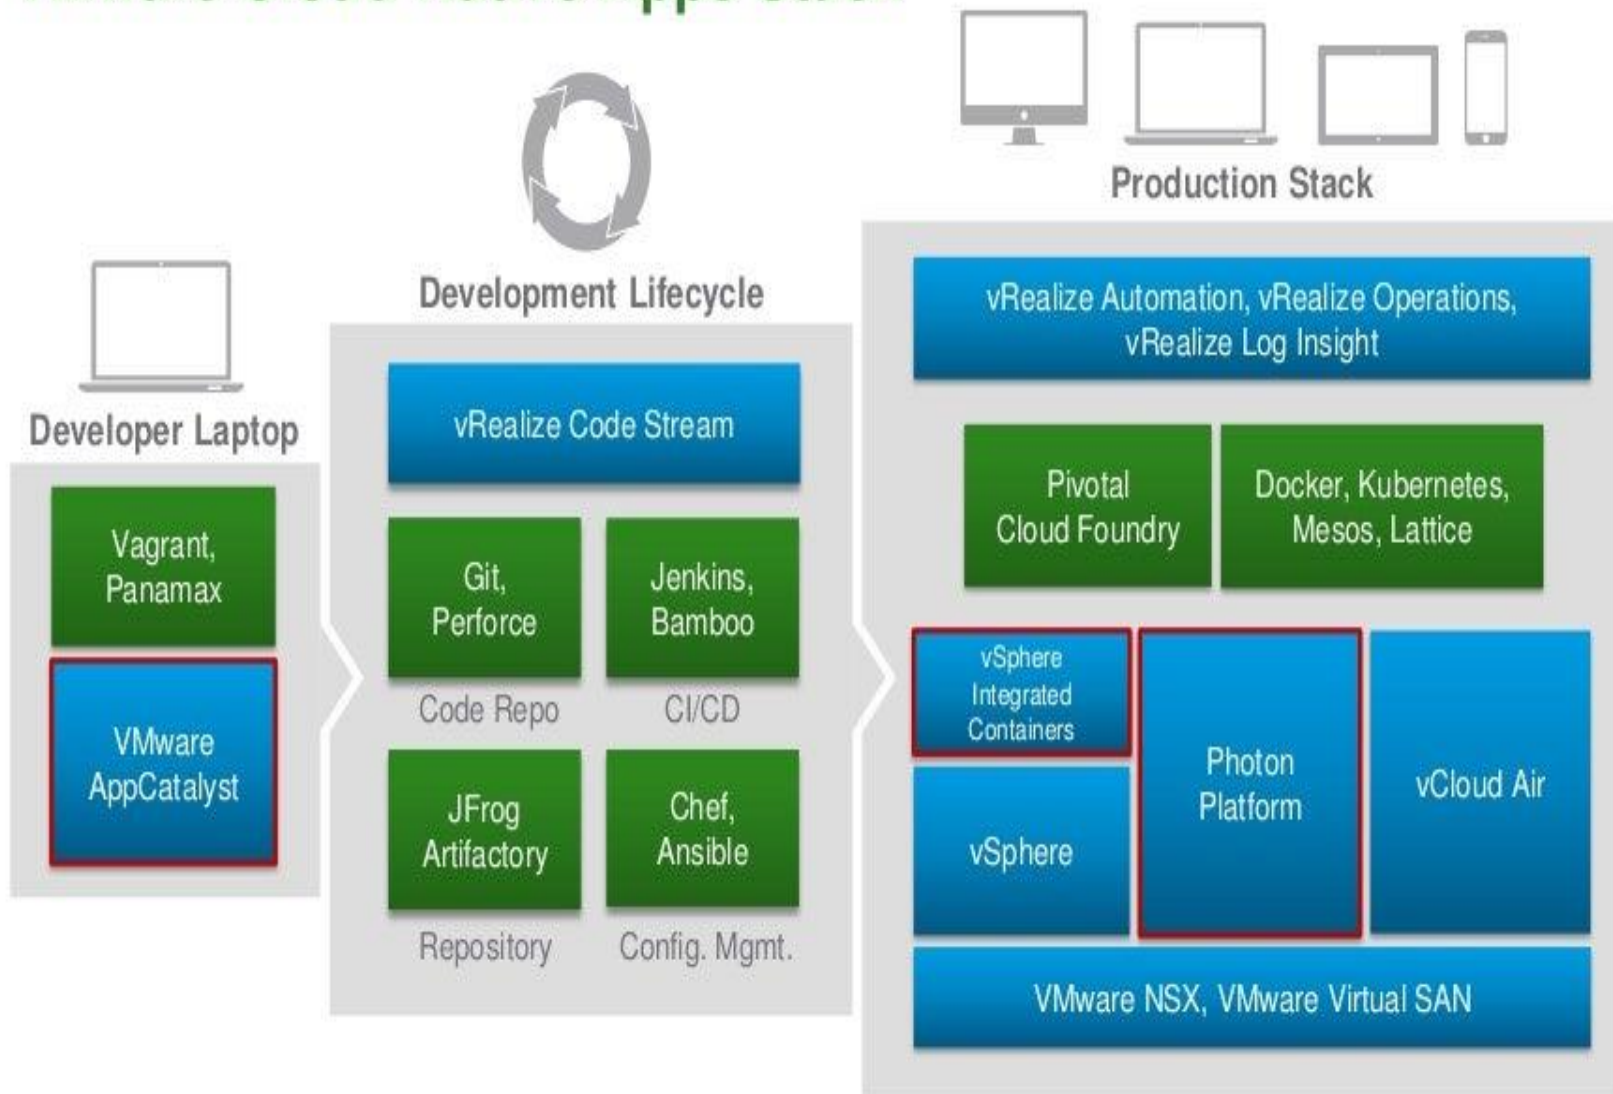 Apps
Production Stack
Development Lifecycle
Developer Laptop
Vagrant,
Panamax
VMware
AppCatalyst
vRealize Code Stream
Git,
Perforce
Code Repo
Jenkins,
Bamboo
CI/CD
JFrog
Artifactory
Repository
Chef,
Ansible
Config. Mgmt.
vRealize Automation, vRealize Operations,
vRealize Log Insight
Pivotal
Cloud Foundry
Docker, Kubernetes,
Mesos, Lattice
vSphere
Integrated
Containers
vSphere
Photon
Platform
vCloud Air
VMware NSX, VMware Virtual SAN